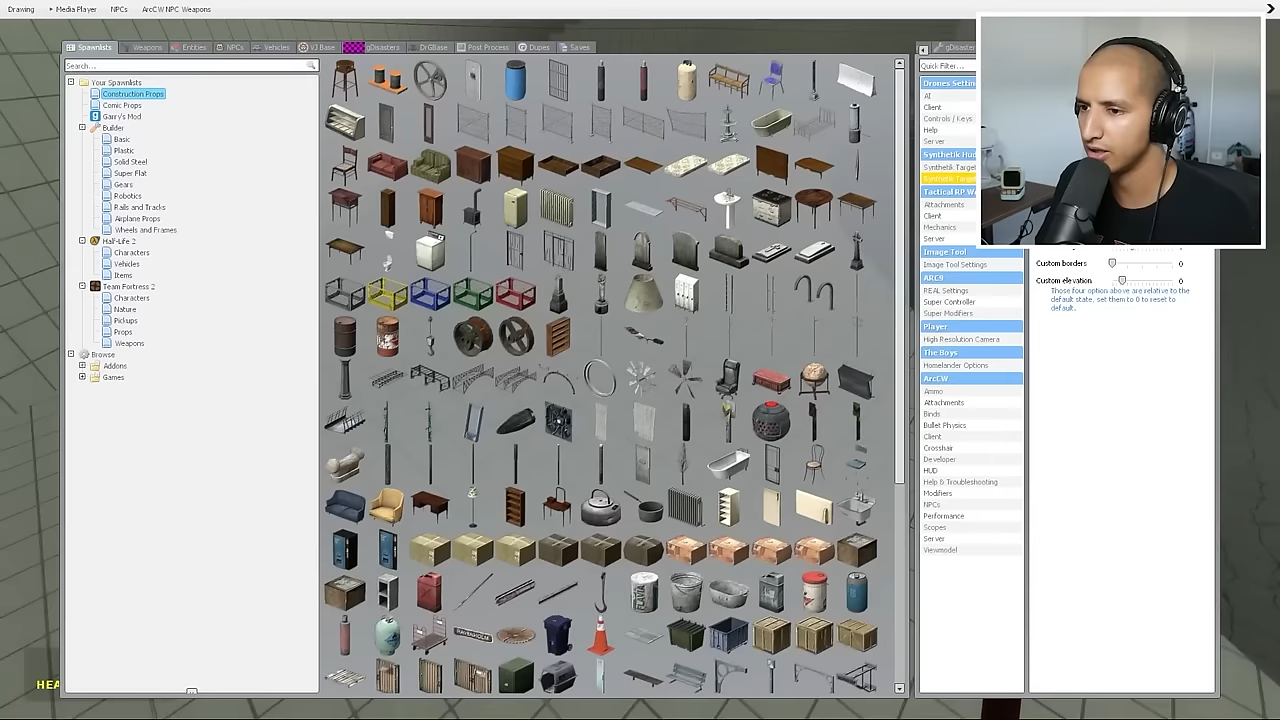 Drawing
Media Player
NPCs
ArcCW NPC Weapons
Spawnlists
Weapons
Entities
NPCs
Vehicles
VJ Base
gDisasters
DrGBase
Post Process
Dupes
Saves
Search...
Your Spawnlists
Construction Props
Comic Props
Garry's Mod
Builder
Basic
Plastic
Solid Steel
Super Flat
Gears
Robotics
Rails and Tracks
Airplane Props
Wheels and Frames
Half-Life 2
Characters
Vehicles
Items
Team Fortress 2
Characters
Nature
Pickups
Props
Weapons
Browse
Addons
Games
RAVENHOLM
HEA
gDisaster
Quick Filter...
Drones Settin
AI
Client
Controls / Keys
Help
Server
Synthetik Hud
Synthetik Target
Synthetik Target
Tactical RP We
Attachments
Client
Mechanics
Server
Image Tool
Image Tool Settings
ARC9
REAL Settings
Super Controller
Super Modifiers
Player
High Resolution Camera
The Boys
Homelander Options
ArcCW
Ammo
Attachments
Binds
Bullet Physics
Client
Crosshair
Developer
HUD
Help & Troubleshooting
Modifiers
NPCs
Performance
Scopes
Server
Viewmodel
Custom borders 0
Custom elevation 0
Those four option above are relative to the
default state, set them to 0 to reset to
default.